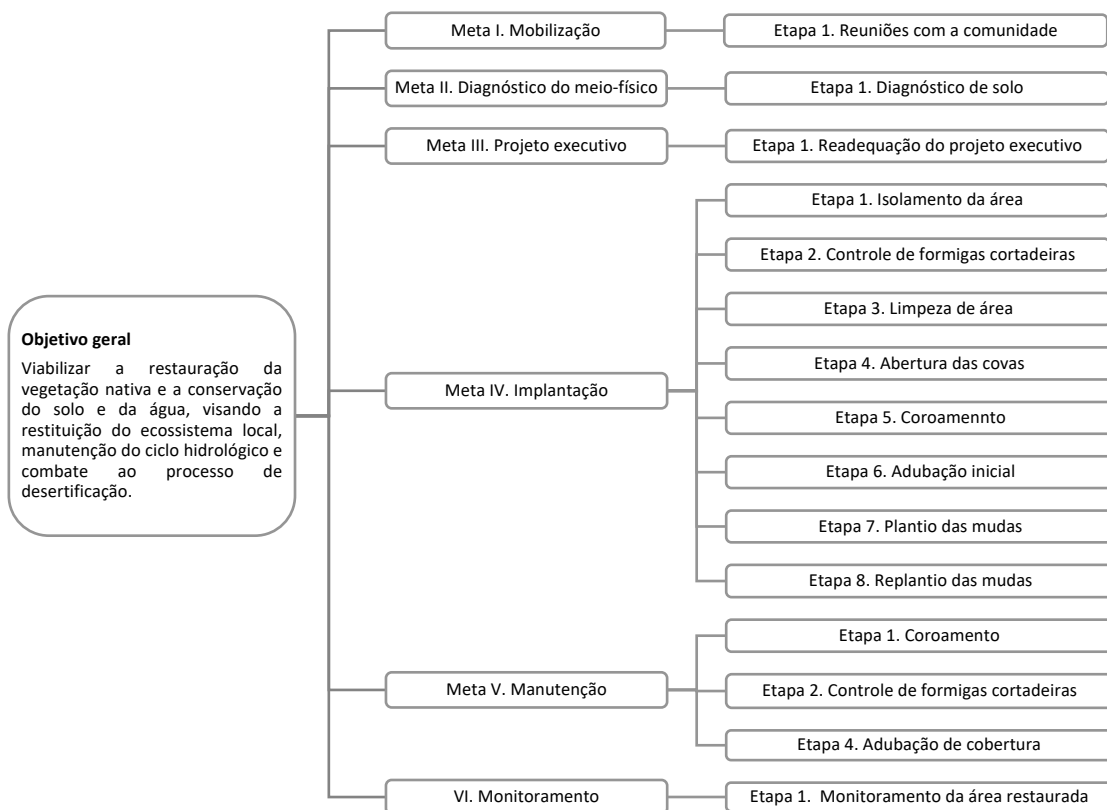 Objetivo geral
Viabilizar a restauração da
vegetação nativa e a conservação
do solo e da água, visando a
restituição do ecossistema local,
manutenção do ciclo hidrológico e
combate ao processo de
desertificação.
Meta I. Mobilização
Etapa 1. Reuniões com a comunidade
Meta II. Diagnóstico do meio-físico
Etapa 1. Diagnóstico de solo
Meta III. Projeto executivo
Etapa 1. Readequação do projeto executivo
Meta IV. Implantação
Etapa 1. Isolamento da área
Etapa 2. Controle de formigas cortadeiras
Etapa 3. Limpeza de área
Etapa 4. Abertura das covas
Etapa 5. Coroamennto
Etapa 6. Adubação inicial
Etapa 7. Plantio das mudas
Etapa 8. Replantio das mudas
Meta V. Manutenção
Etapa 1. Coroamento
Etapa 2. Controle de formigas cortadeiras
Etapa 4. Adubação de cobertura
VI. Monitoramento
Etapa 1. Monitoramento da área restaurada